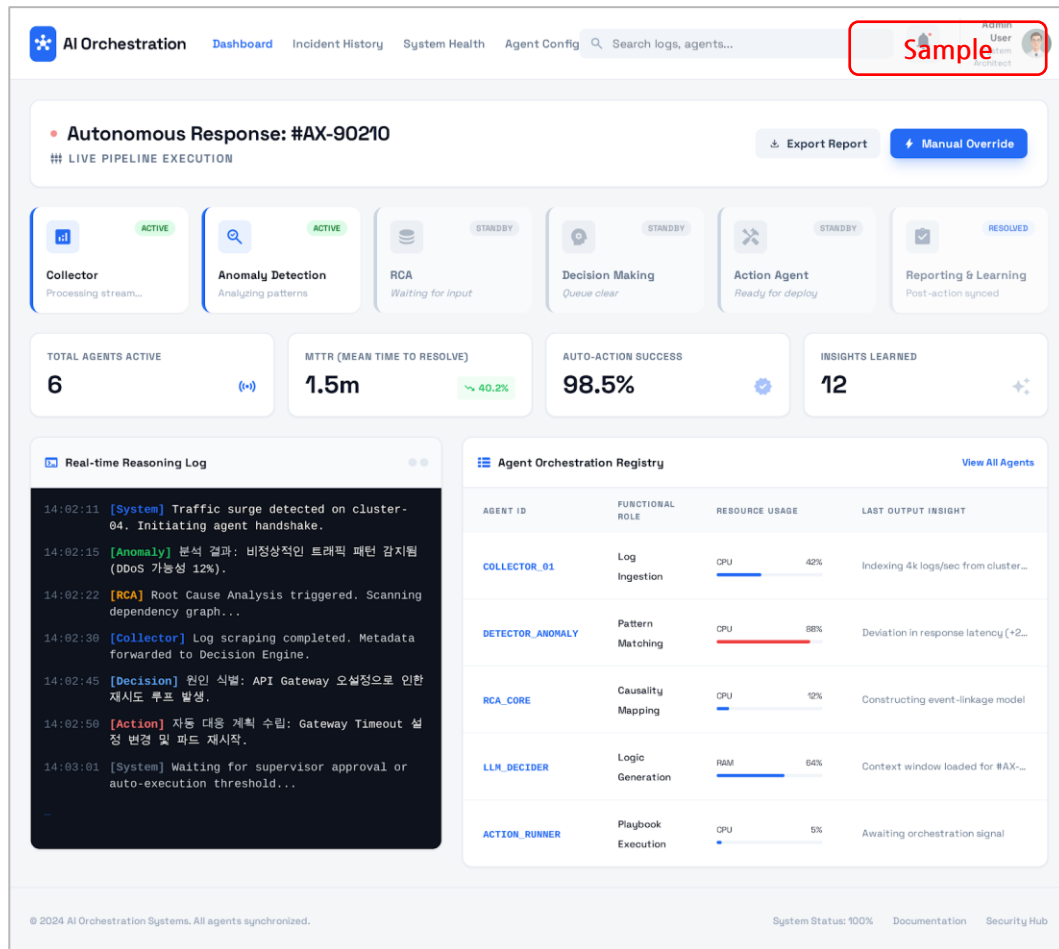 AI Orchestration
Dashboard
Incident History
System Health
Agent Config
Search logs, agents...
Sample
Admin
User
Architect
Autonomous Response: #AX-90210
LIVE PIPELINE EXECUTION
Export Report
Manual Override
ACTIVE
Collector
Processing stream...
ACTIVE
Anomaly Detection
Analyzing patterns
STANDBY
RCA
Waiting for input
STANDBY
Decision Making
Queue clear
STANDBY
Action Agent
Ready for deploy
RESOLVED
Reporting & Learning
Post-action synced
TOTAL AGENTS ACTIVE
6
MTTR (MEAN TIME TO RESOLVE)
1.5m
40.2%
AUTO-ACTION SUCCESS
98.5%
INSIGHTS LEARNED
12
Real-time Reasoning Log
14:02:11 [System] Traffic surge detected on cluster-
04. Initiating agent handshake.
14:02:15 [Anomaly] 분석 결과: 비정상적인 트래픽 패턴 감지됨
(DDoS 가능성 12%).
14:02:22 [RCA] Root Cause Analysis triggered. Scanning
dependency graph...
14:02:30 [Collector] Log scraping completed. Metadata
forwarded to Decision Engine.
14:02:45 [Decision] 원인 식별: API Gateway 오설정으로 인한
재시도 루프 발생.
14:02:50 [Action] 자동 대응 계획 수립: Gateway Timeout 설
정 변경 및 파드 재시작.
14:03:01 [System] Waiting for supervisor approval or
auto-execution threshold...
_
Agent Orchestration Registry
View All Agents
AGENT ID
FUNCTIONAL
ROLE
RESOURCE USAGE
LAST OUTPUT INSIGHT
COLLECTOR_01
Log
Ingestion
CPU 42%
Indexing 4k logs/sec from cluster...
DETECTOR_ANOMALY
Pattern
Matching
CPU 88%
Deviation in response latency (+2...
RCA_CORE
Causality
Mapping
CPU 12%
Constructing event-linkage model
LLM_DECIDER
Logic
Generation
RAM 64%
Context window loaded for #AX-...
ACTION_RUNNER
Playbook
Execution
CPU 5%
Awaiting orchestration signal
© 2024 AI Orchestration Systems. All agents synchronized.
System Status: 100%
Documentation
Security Hub